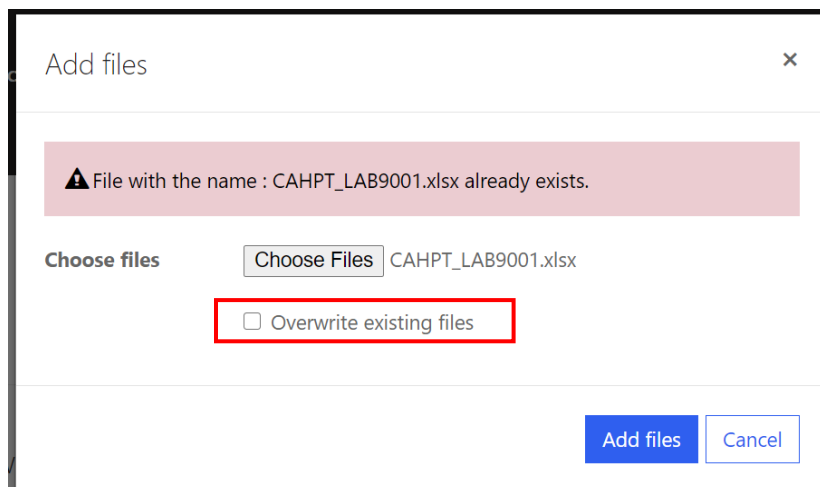 Add files
×
File with the name : CAHPT_LAB9001.xlsx already exists.
Choose files
Choose Files CAHPT_LAB9001.xlsx
Overwrite existing files
Add files
Cancel